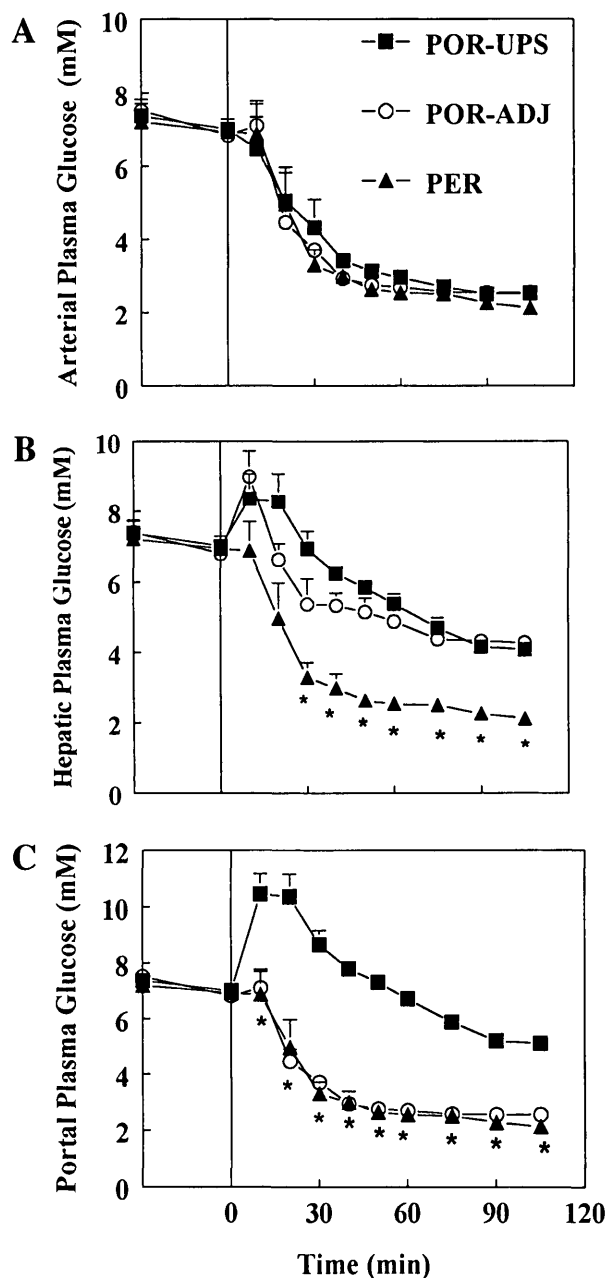 A
Arterial Plasma Glucose (mM)
10
8
6
4
2
0
POR-UPS
POR-ADJ
PER
B
Hepatic Plasma Glucose (mM)
10
8
6
4
2
0
* * * * * * *
C
Portal Plasma Glucose (mM)
12
10
8
6
4
2
0
* * * * * * * * *
0 30 60 90 120
Time (min)